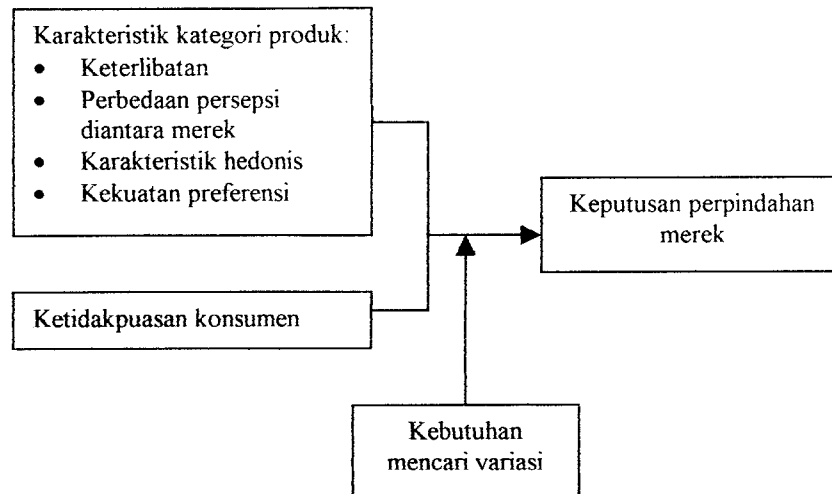 Karakteristik kategori produk:
• Keterlibatan
• Perbedaan persepsi
diantara merek
• Karakteristik hedonis
• Kekuatan preferensi
Keputusan perpindahan
merek
Ketidakpuasan konsumen
Kebutuhan
mencari variasi